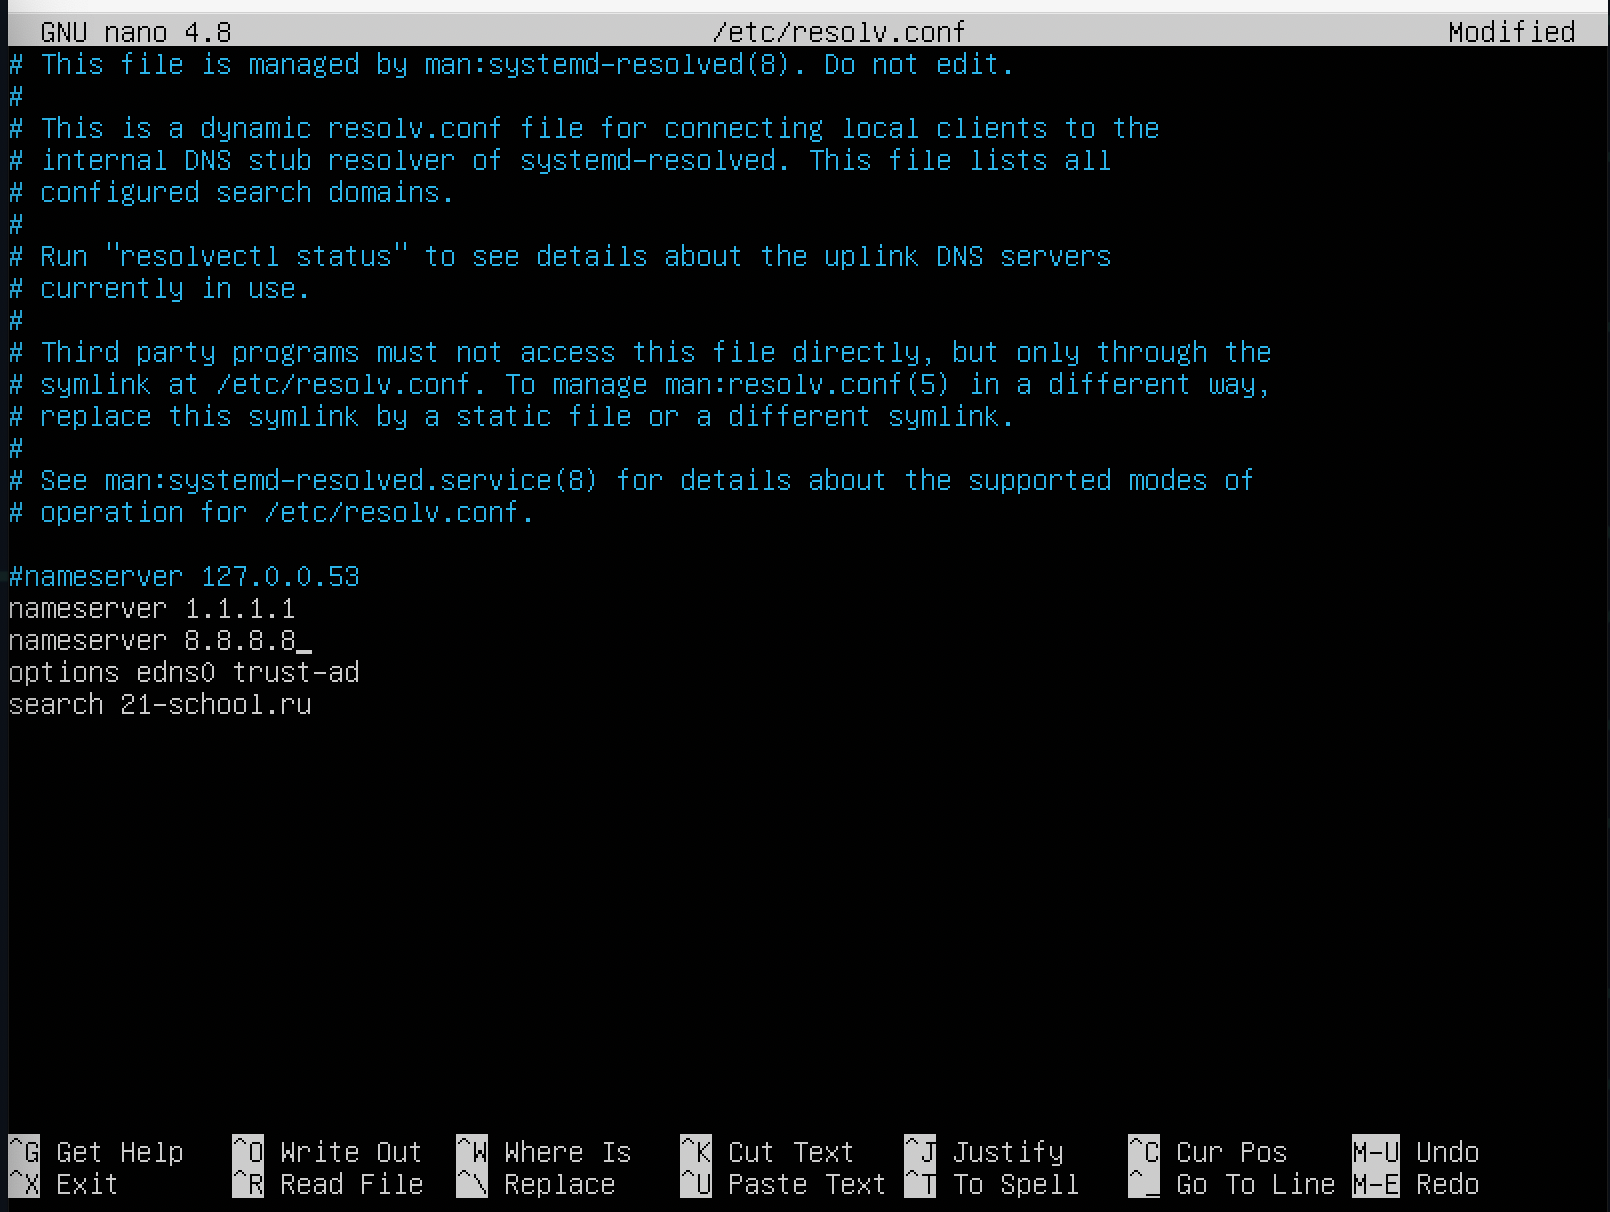 GNU nano 4.8 /etc/resolv.conf Modified
# This file is managed by man:systemd-resolved(8). Do not edit.
#
# This is a dynamic resolv.conf file for connecting local clients to the
# internal DNS stub resolver of systemd-resolved. This file lists all
# configured search domains.
#
# Run "resolvectl status" to see details about the uplink DNS servers
# currently in use.
#
# Third party programs must not access this file directly, but only through the
# symlink at /etc/resolv.conf. To manage man:resolv.conf(5) in a different way,
# replace this symlink by a static file or a different symlink.
#
# See man:systemd-resolved.service(8) for details about the supported modes of
# operation for /etc/resolv.conf.
#nameserver 127.0.0.53
nameserver 1.1.1.1
nameserver 8.8.8.8_
options edns0 trust-ad
search 21-school.ru
^G Get Help ^O Write Out ^W Where Is ^K Cut Text ^J Justify ^C Cur Pos M-U Undo
^X Exit ^R Read File ^\ Replace ^U Paste Text ^T To Spell ^_ Go To Line M-E Redo